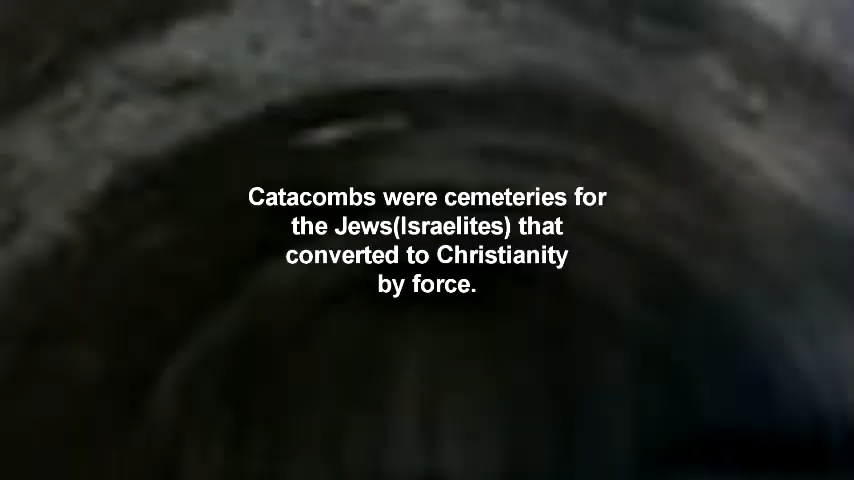 Catacombs were cemeteries for
the Jews(Israelites) that
converted to Christianity
by force.